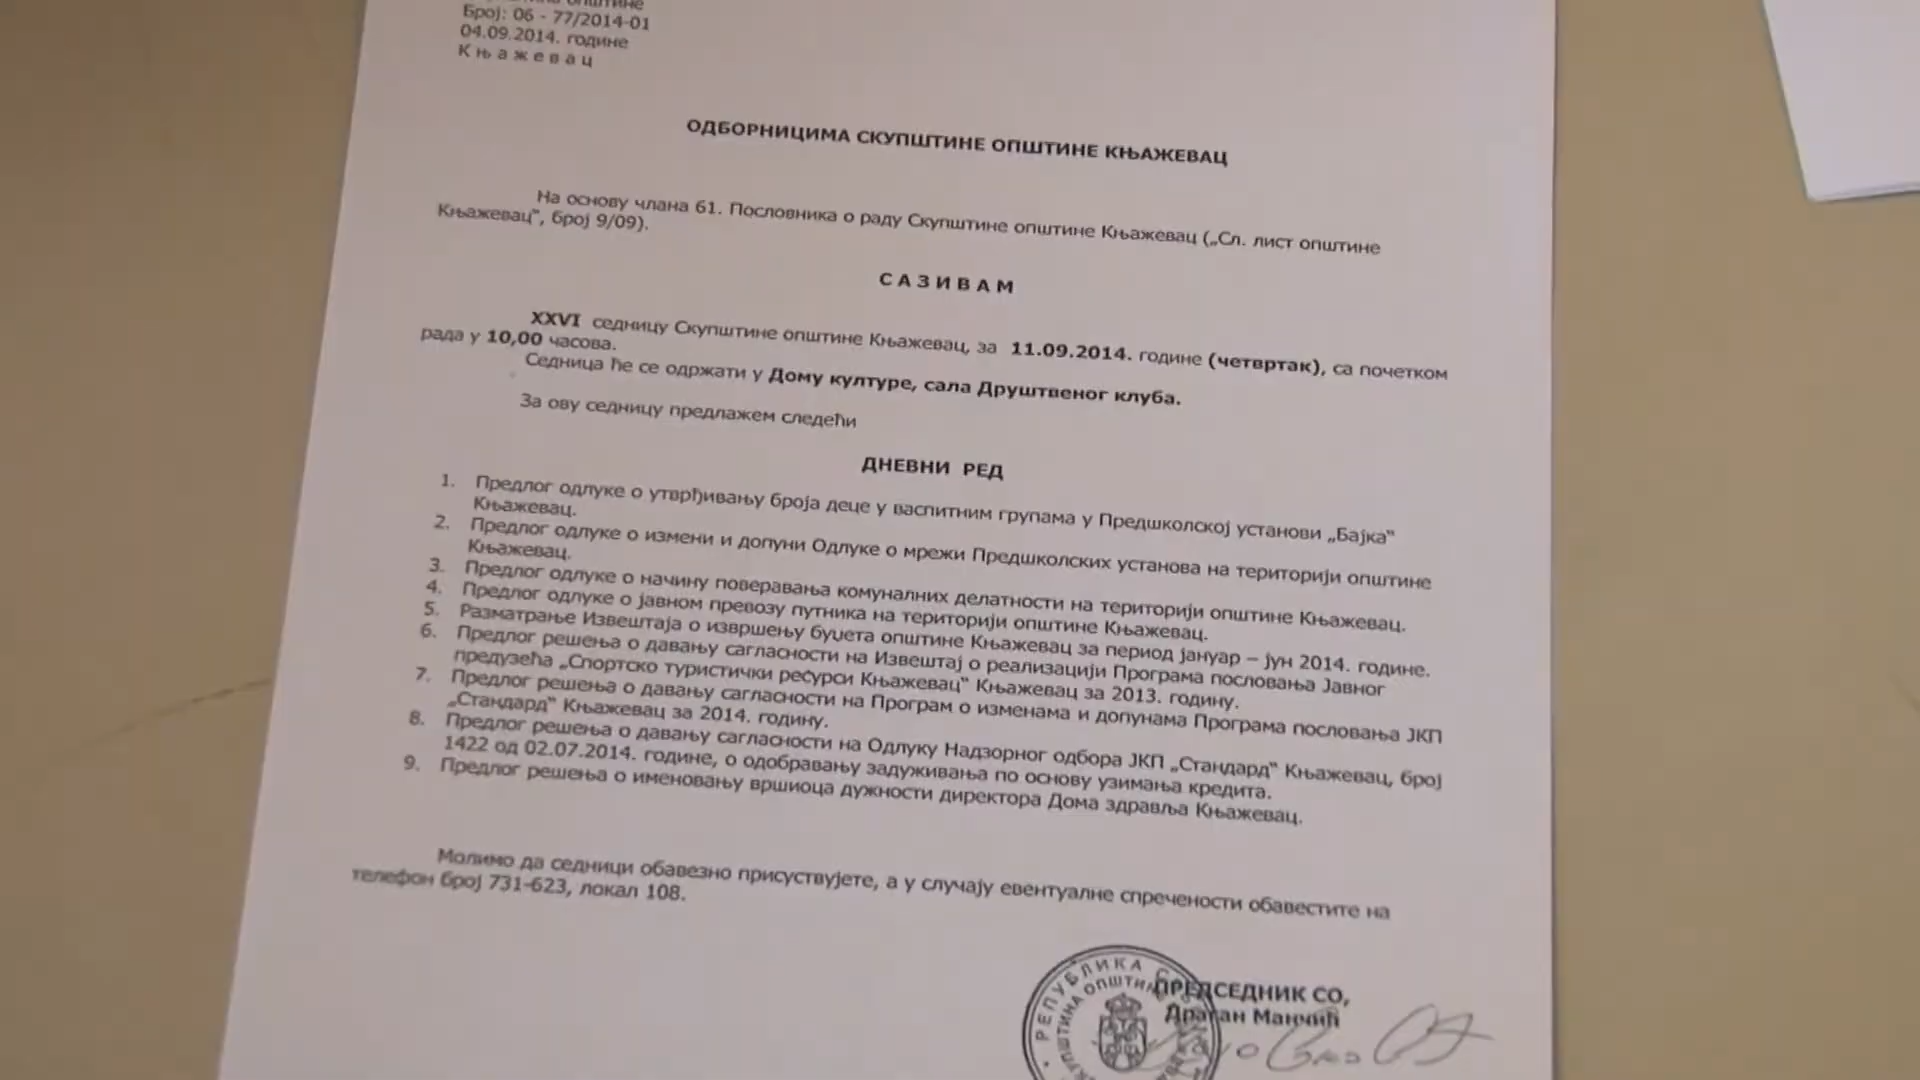 Број: 06 - 77/2014-01
04.09.2014. године
К њ а ж е в а ц
ОДБОРНИЦИМА СКУПШТИНЕ ОПШТИНЕ КЊАЖЕВАЦ
На основу члана 61. Пословника о раду Скупштине општине Књажевац („Сл. лист општине
Књажевац“, број 9/09).
С А З И В А М
XXVI седницу Скупштине општине Књажевац, за 11.09.2014. године (четвртак), са почетком
рада у 10,00 часова.
Седница ће се одржати у Дому културе, сала Друштвеног клуба.
За ову седницу предлажем следећи
ДНЕВНИ РЕД
1. Предлог одлуке о утврђивању броја деце у васпитним групама у Предшколској установи „Бајка“
Књажевац.
2. Предлог одлуке о измени и допуни Одлуке о мрежи Предшколских установа на територији општине
Књажевац.
3. Предлог одлуке о начину поверавања комуналних делатности на територији општине Књажевац.
4. Предлог одлуке о јавном превозу путника на територији општине Књажевац.
5. Разматрање Извештаја о извршењу буџета општине Књажевац за период јануар – јун 2014. године.
6. Предлог решења о давању сагласности на Извештај о реализацији Програма пословања Јавног
предузећа „Спортско туристички ресурси Књажевац“ Књажевац за 2013. годину.
7. Предлог решења о давању сагласности на Програм о изменама и допунама Програма пословања ЈКП
„Стандард“ Књажевац за 2014. годину.
8. Предлог решења о давању сагласности на Одлуку Надзорног одбора ЈКП „Стандард“ Књажевац, број
1422 од 02.07.2014. године, о одобравању задуживања по основу узимања кредита.
9. Предлог решења о именовању вршиоца дужности директора Дома здравља Књажевац.
Молимо да седници обавезно присуствујете, а у случају евентуалне спречености обавестите на
телефон број 731-623, локал 108.
ПРЕДСЕДНИК СО,
Драган Манчић
РЕПУБЛИКА
ОПШТИНЕ